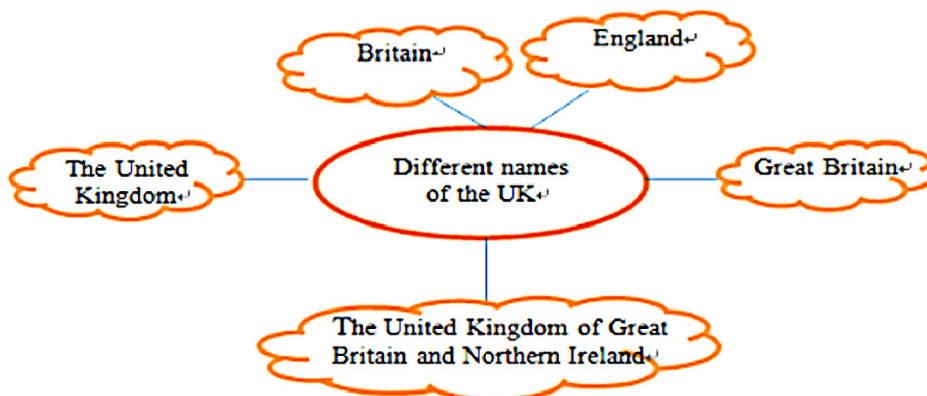 Britain↵
England↵
The United
Kingdom↵
Different names
of the UK↵
Great Britain↵
The United Kingdom of Great
Britain and Northern Ireland↵